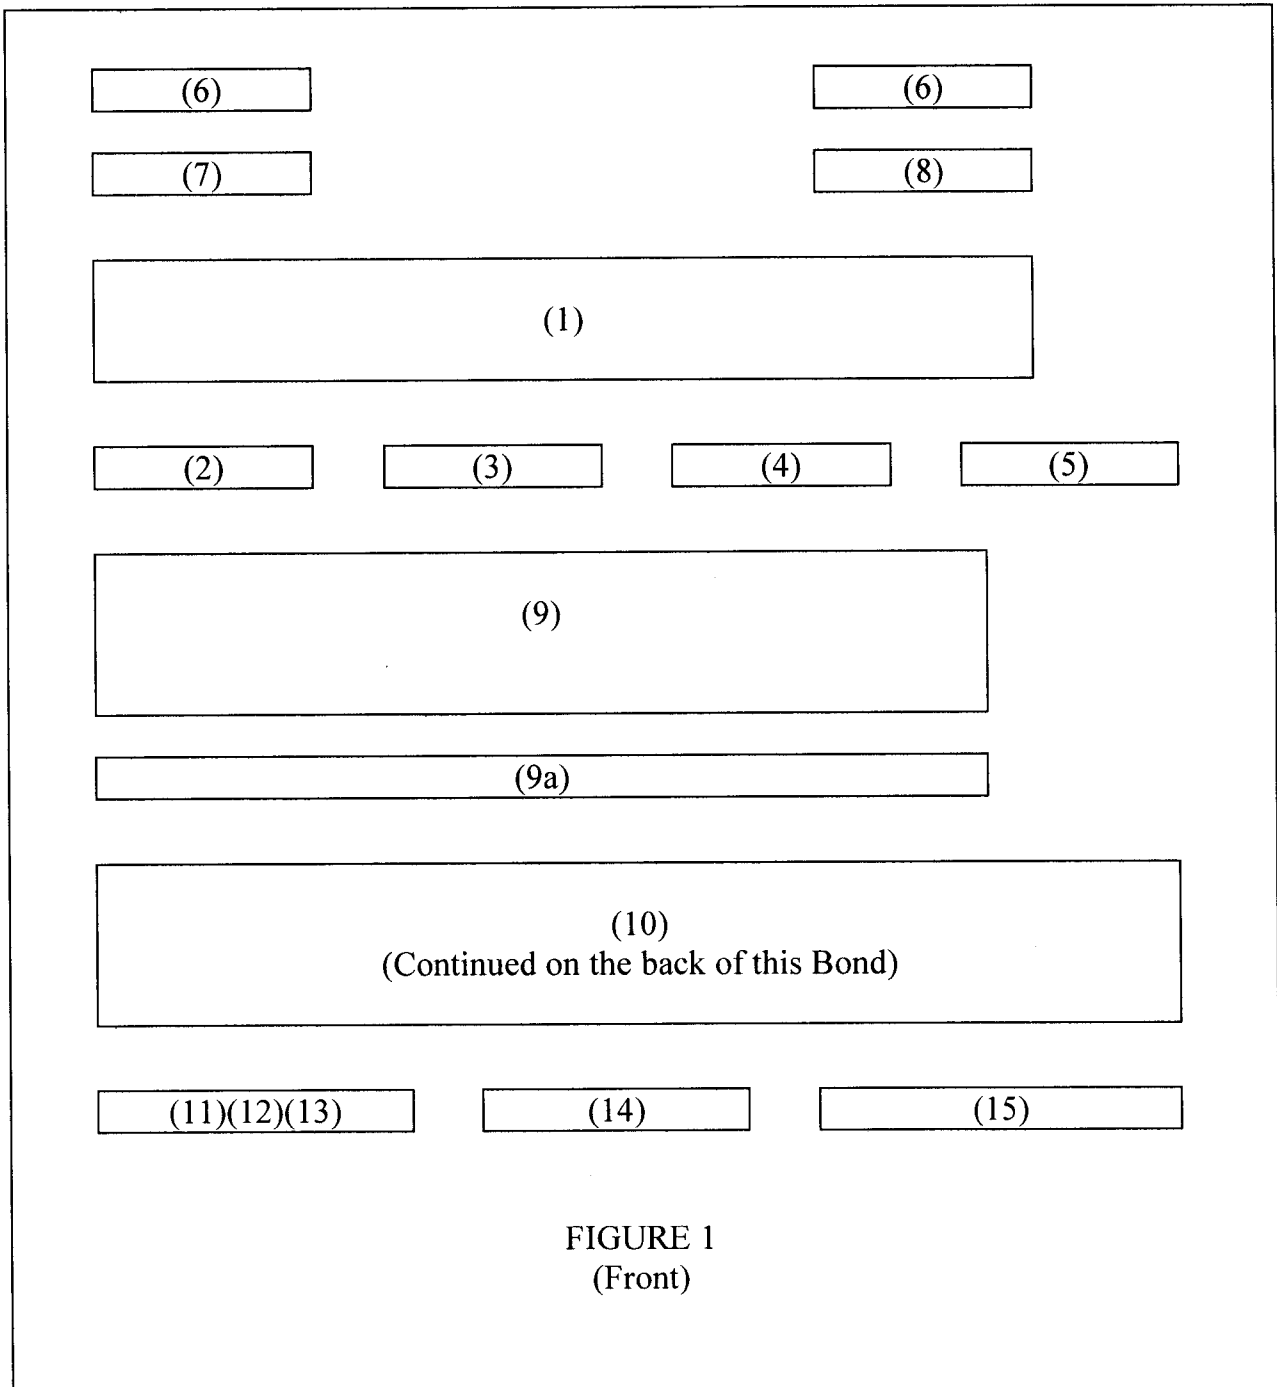 (6) (6)
(7) (8)
(1)
(2) (3) (4) (5)
(9)
(9a)
(10)
(Continued on the back of this Bond)
(11)(12)(13) (14) (15)
FIGURE 1
(Front)